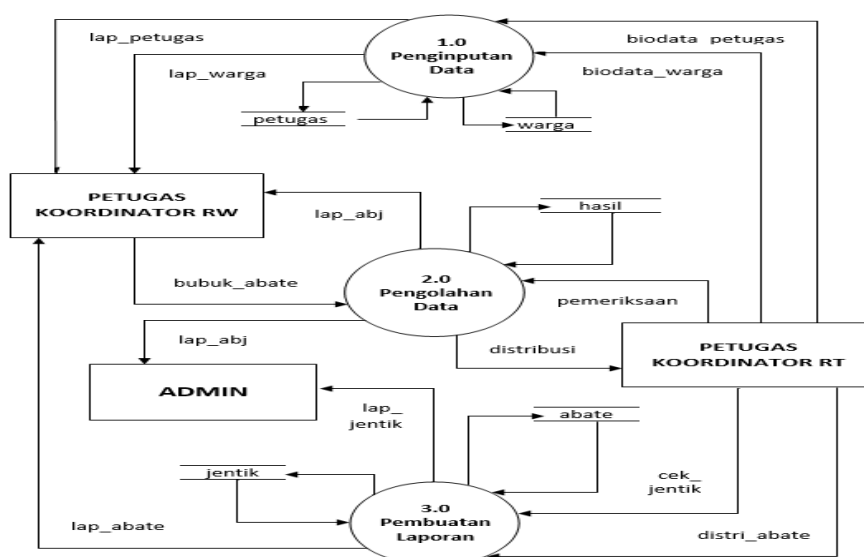 lap_petugas
1.0
Penginputan
Data
biodata_petugas
lap_warga
biodata_warga
petugas
warga
PETUGAS
KOORDINATOR RW
lap_abj
hasil
2.0
Pengolahan
Data
bubuk_abate
pemeriksaan
lap_abj
distribusi
PETUGAS
KOORDINATOR RT
ADMIN
lap_
jentik
abate
jentik
cek_
jentik
3.0
Pembuatan
Laporan
lap_abate
distri_abate